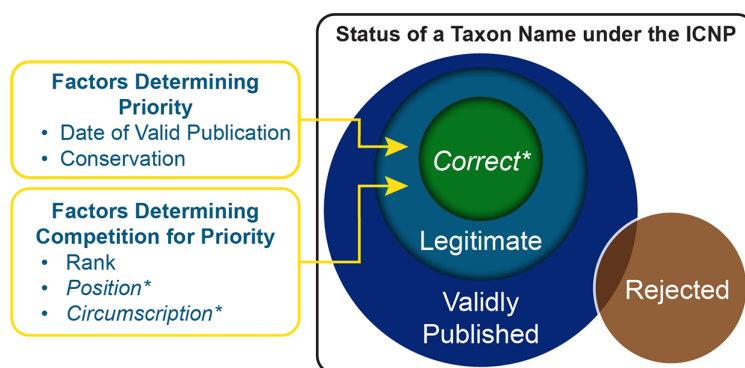 Status of a Taxon Name under the ICNP
Factors Determining
Priority
• Date of Valid Publication
• Conservation
Factors Determining
Competition for Priority
• Rank
• Position*
• Circumscription*
Correct*
Legitimate
Validly
Published
Rejected